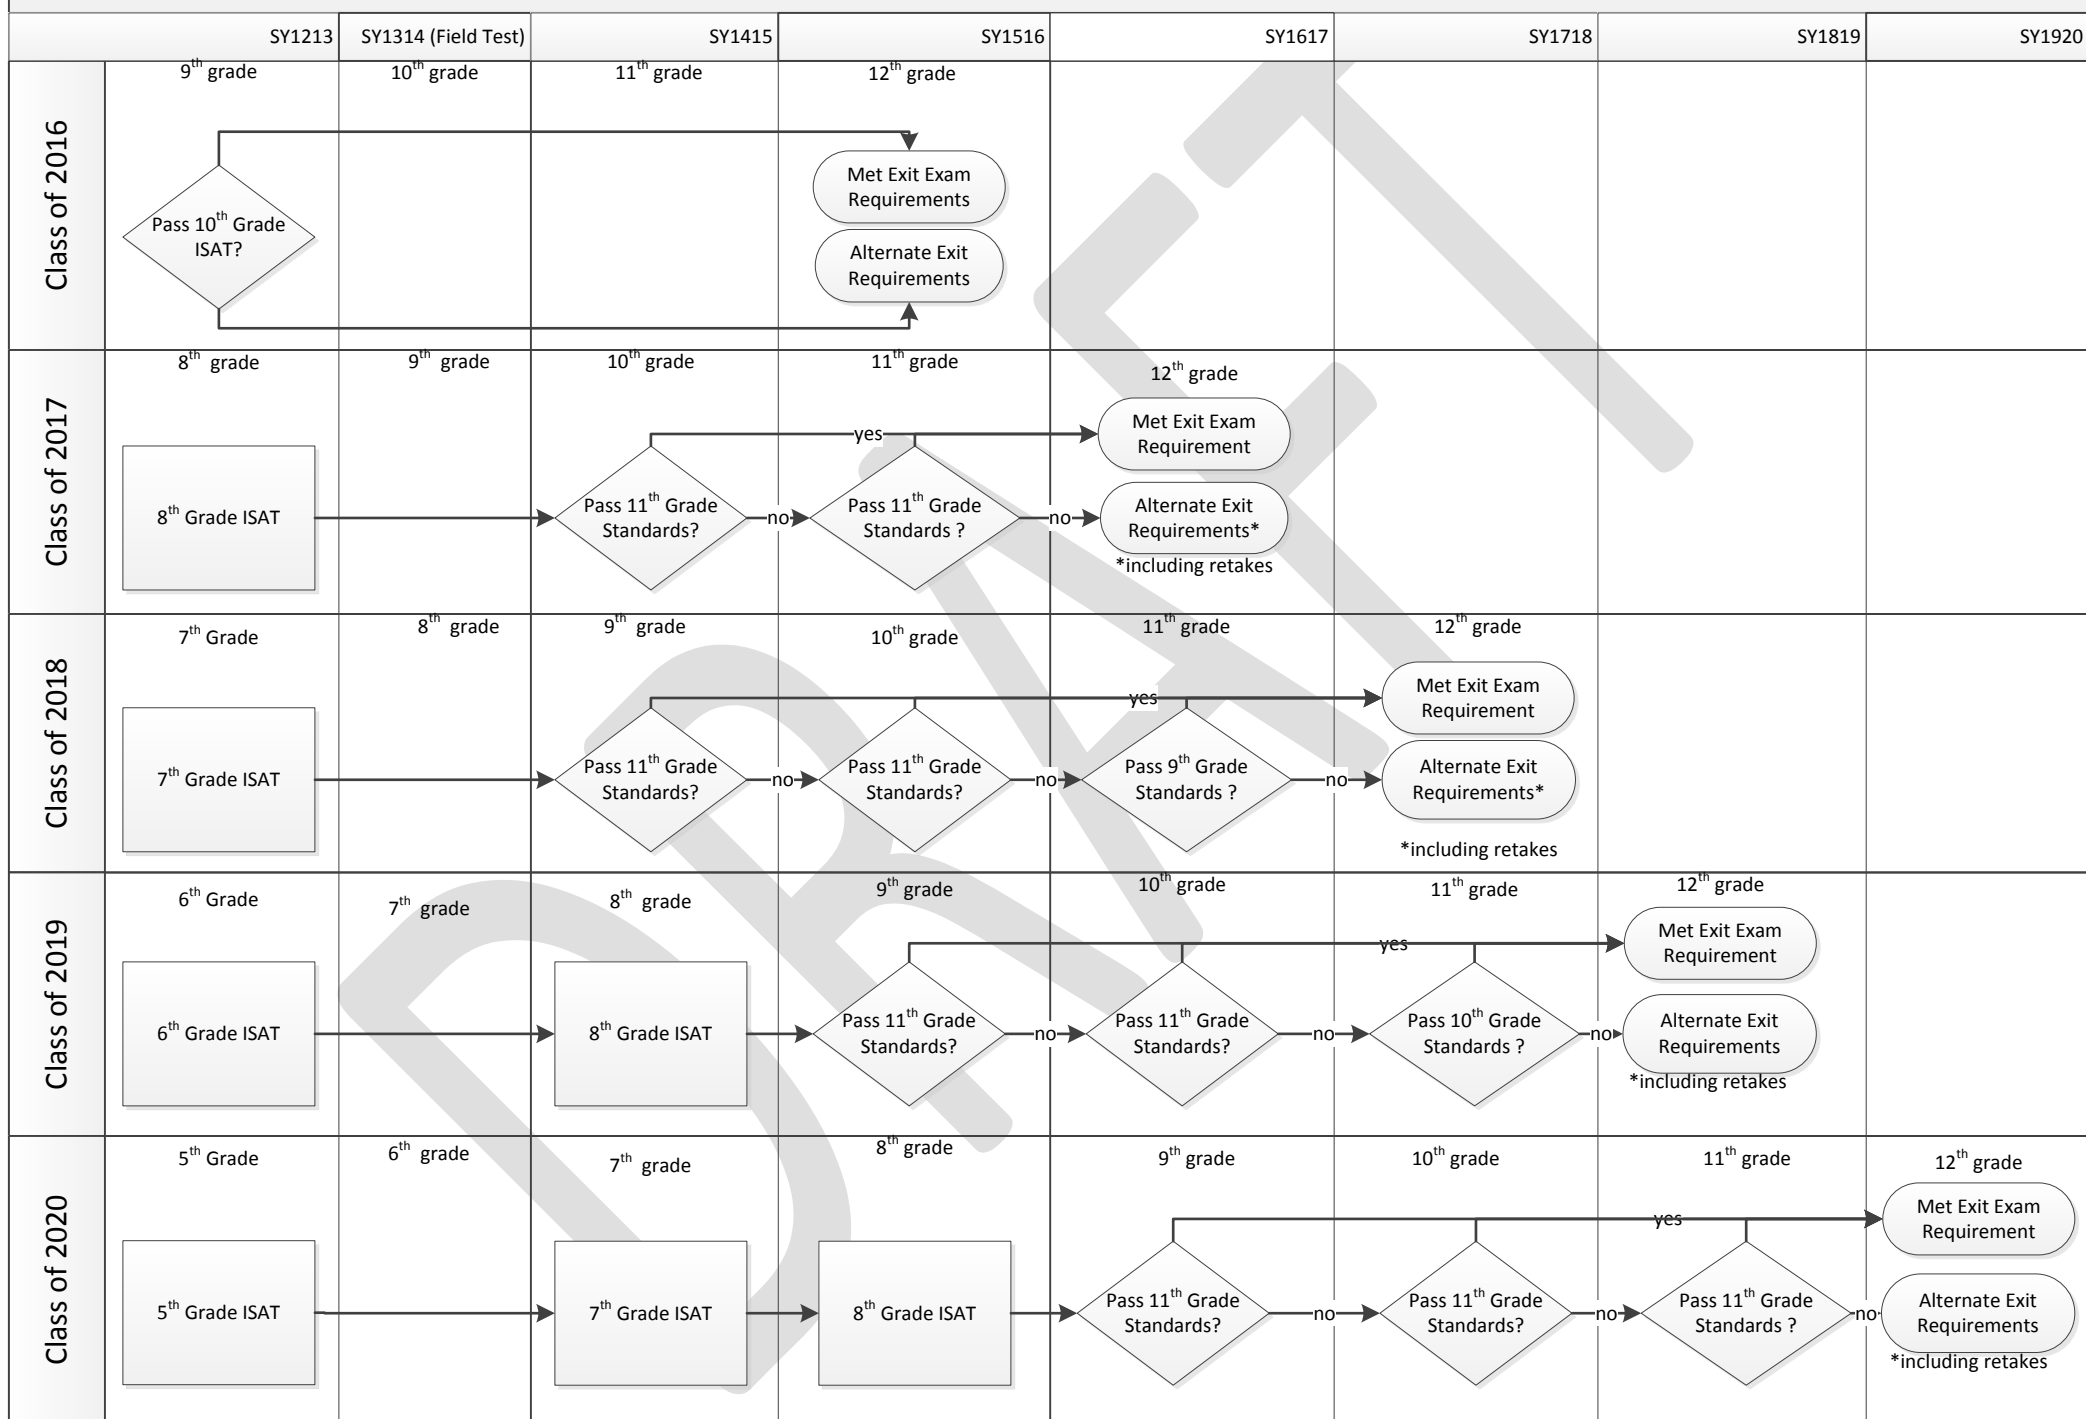 SY1213 SY1314 (Field Test) SY1415 SY1516 SY1617 SY1718 SY1819 SY1920
Class of 2016
9th grade 10th grade 11th grade 12th grade
Pass 10th Grade
ISAT?
Met Exit Exam
Requirements
Alternate Exit
Requirements
Class of 2017
8th grade 9th grade 10th grade 11th grade 12th grade
8th Grade ISAT
Pass 11th Grade
Standards?
no
yes
Pass 11th Grade
Standards ?
no
Met Exit Exam
Requirement
Alternate Exit
Requirements*
*including retakes
Class of 2018
7th Grade 8th grade 9th grade 10th grade 11th grade 12th grade
7th Grade ISAT
Pass 11th Grade
Standards?
no
Pass 11th Grade
Standards?
no
yes
Pass 9th Grade
Standards ?
no
Met Exit Exam
Requirement
Alternate Exit
Requirements*
*including retakes
Class of 2019
6th Grade 7th grade 8th grade 9th grade 10th grade 11th grade 12th grade
6th Grade ISAT
8th Grade ISAT
Pass 11th Grade
Standards?
no
Pass 11th Grade
Standards?
no
yes
Pass 10th Grade
Standards ?
no
Met Exit Exam
Requirement
Alternate Exit
Requirements
*including retakes
Class of 2020
5th Grade 6th grade 7th grade 8th grade 9th grade 10th grade 11th grade 12th grade
5th Grade ISAT
7th Grade ISAT
8th Grade ISAT
Pass 11th Grade
Standards?
no
Pass 11th Grade
Standards?
no
yes
Pass 11th Grade
Standards ?
no
Met Exit Exam
Requirement
Alternate Exit
Requirements
*including retakes
DRAFT